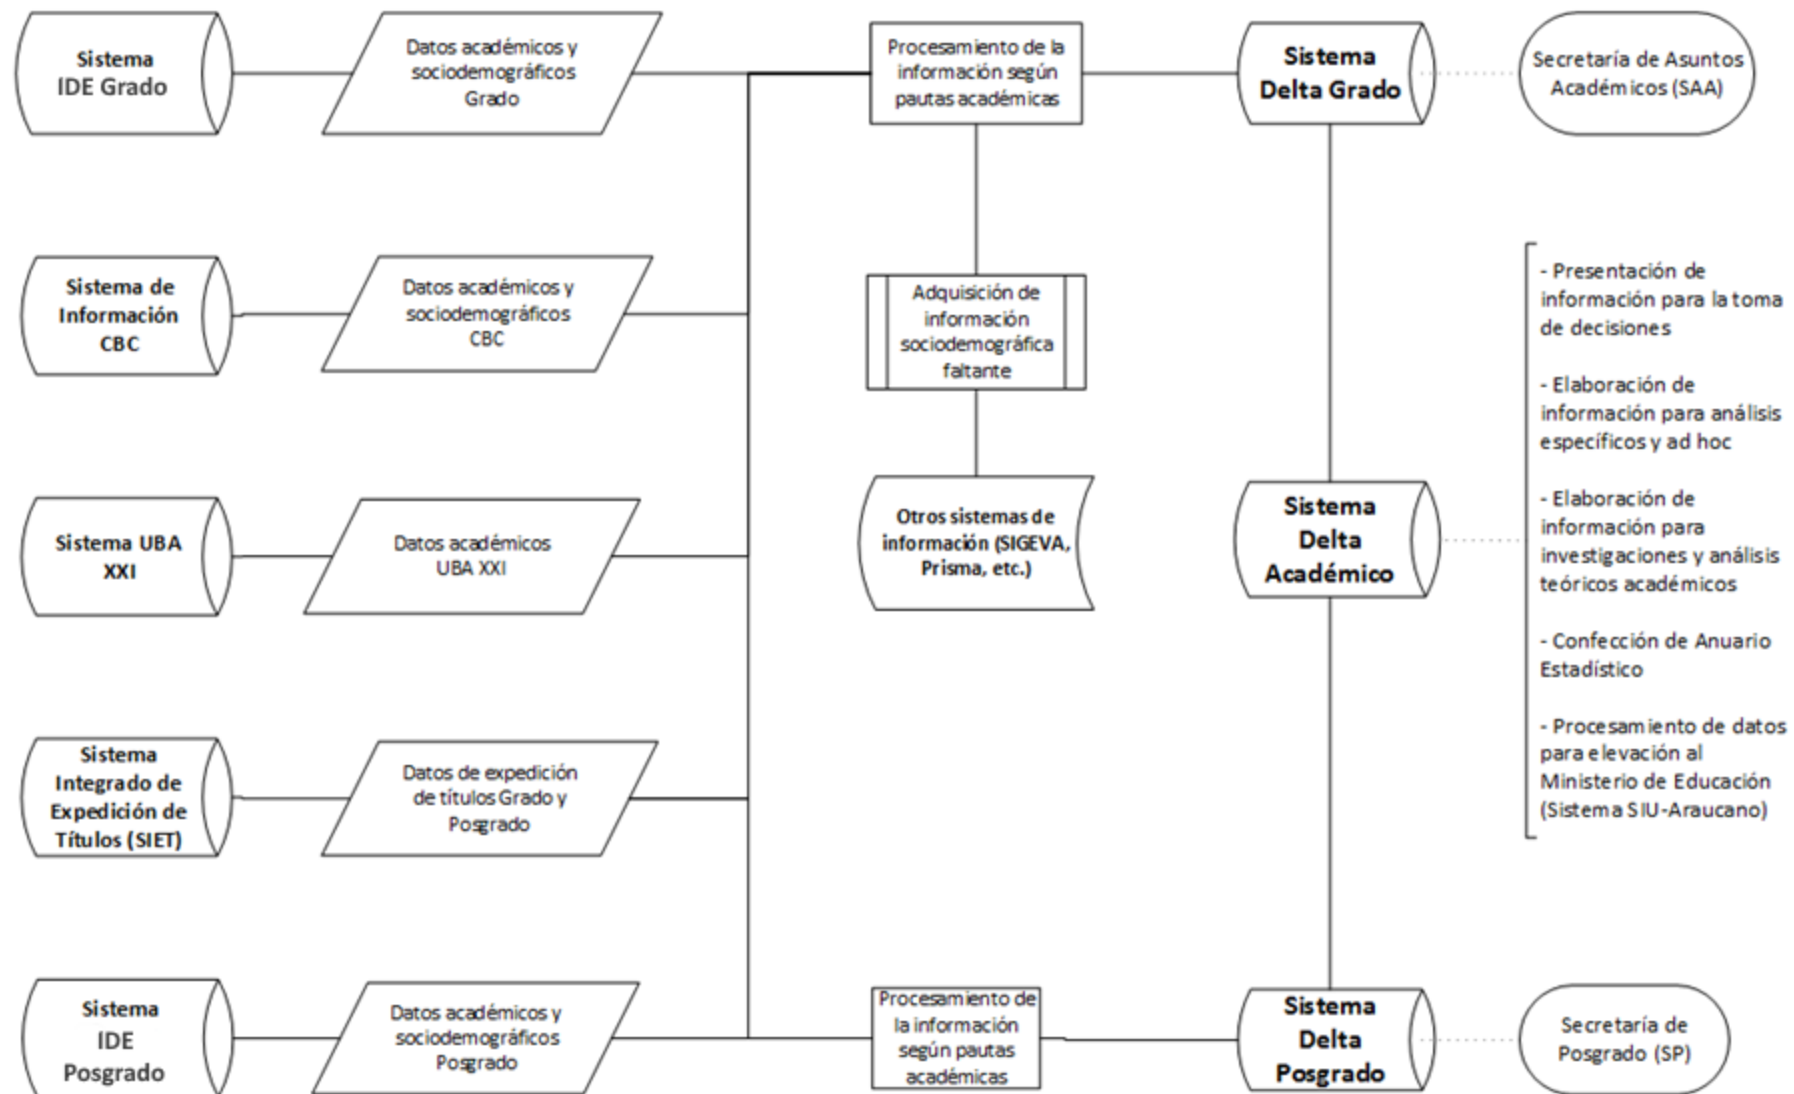 Sistema
IDE Grado
Datos académicos y
sociodemográficos
Grado
Procesamiento de la
información según
pautas académicas
Sistema
Delta Grado
Secretaría de Asuntos
Académicos (SAA)
Sistema de
Información
CBC
Datos académicos y
sociodemográficos
CBC
Adquisición de
información
sociodemográfica
faltante
- Presentación de
información para la toma
de decisiones
- Elaboración de
información para análisis
específicos y ad hoc
- Elaboración de
información para
investigaciones y análisis
teóricos académicos
- Confección de Anuario
Estadístico
- Procesamiento de datos
para elevación al
Ministerio de Educación
(Sistema SIU-Araucano)
Sistema UBA
XXI
Datos académicos
UBA XXI
Otros sistemas de
información (SIGEVA,
Prisma, etc.)
Sistema
Delta
Académico
Sistema
Integrado de
Expedición de
Títulos (SIET)
Datos de expedición
de títulos Grado y
Posgrado
Sistema
IDE
Posgrado
Datos académicos y
sociodemográficos
Posgrado
Procesamiento de
la información
según pautas
académicas
Sistema
Delta
Posgrado
Secretaría de
Posgrado (SP)